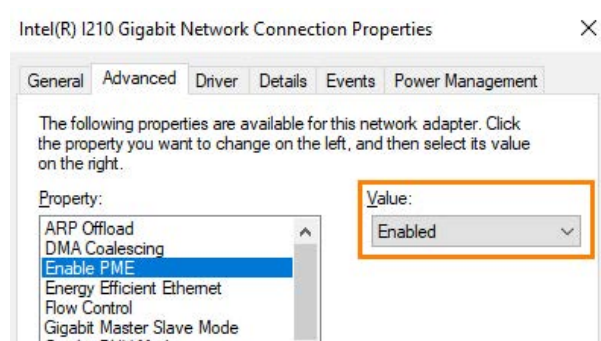 Intel(R) I210 Gigabit Network Connection Properties
General Advanced Driver Details Events Power Management
The following properties are available for this network adapter. Click
the property you want to change on the left, and then select its value
on the right.
Property:
Value:
ARP Offload
Enabled
DMA Coalescing
Enable PME
Energy Efficient Ethernet
Flow Control
Gigabit Master Slave Mode